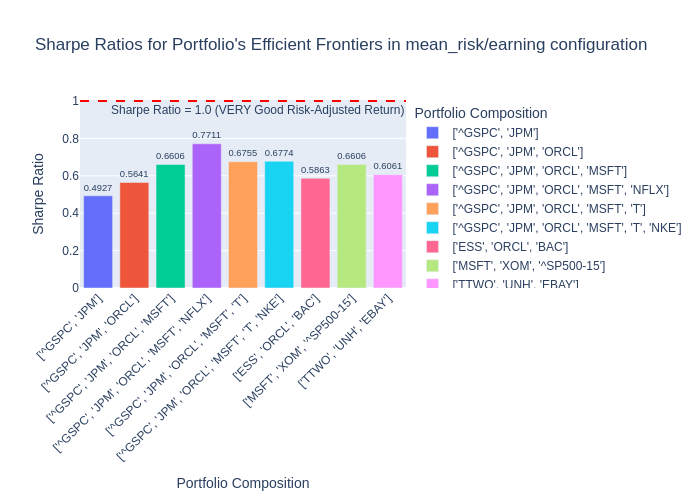 Sharpe Ratios for Portfolio's Efficient Frontiers in mean_risk/earning configuration
Sharpe Ratio = 1.0 (VERY Good Risk-Adjusted Return)
1
0.8
0.6
0.4
0.2
0
Sharpe Ratio
0.4927
0.5641
0.6606
0.7711
0.6755
0.6774
0.5863
0.6606
0.6061
['^GSPC', 'JPM']
['^GSPC', 'JPM', 'ORCL']
['^GSPC', 'JPM', 'ORCL', 'MSFT']
['^GSPC', 'JPM', 'ORCL', 'MSFT', 'NFLX']
['^GSPC', 'JPM', 'ORCL', 'MSFT', 'T']
['^GSPC', 'JPM', 'ORCL', 'MSFT', 'T', 'NKE']
['ESS', 'ORCL', 'BAC']
['MSFT', 'XOM', '^SP500-15']
['TTWO', 'UNH', 'EBAY']
Portfolio Composition
Portfolio Composition
['^GSPC', 'JPM']
['^GSPC', 'JPM', 'ORCL']
['^GSPC', 'JPM', 'ORCL', 'MSFT']
['^GSPC', 'JPM', 'ORCL', 'MSFT', 'NFLX']
['^GSPC', 'JPM', 'ORCL', 'MSFT', 'T']
['^GSPC', 'JPM', 'ORCL', 'MSFT', 'T', 'NKE']
['ESS', 'ORCL', 'BAC']
['MSFT', 'XOM', '^SP500-15']
['TTWO', 'UNH', 'EBAY']